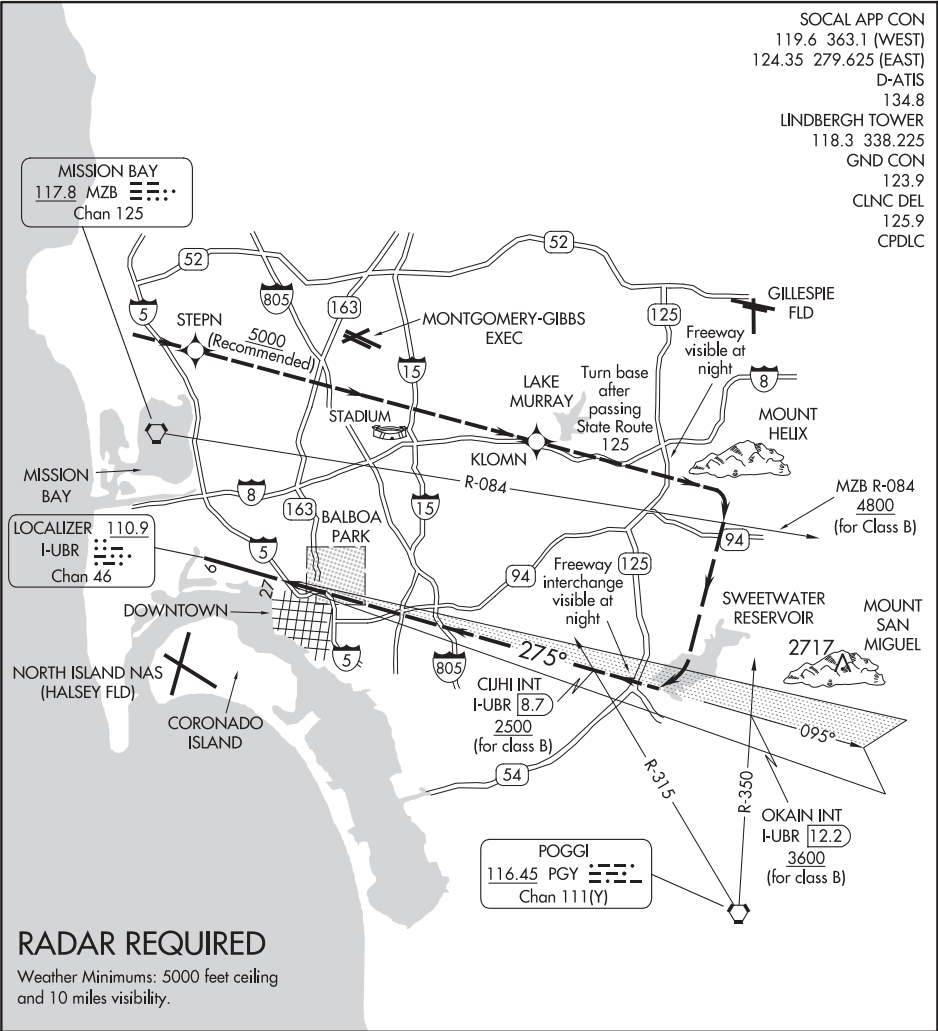 SOCAL APP CON
119.6 363.1 (WEST)
124.35 279.625 (EAST)
D-ATIS
134.8
LINDBERGH TOWER
118.3 338.225
GND CON
123.9
CLNC DEL
125.9
CPDLC
MISSION BAY
117.8 MZB
Chan 125
52
52
5
805
163
125
GILLESPIE
FLD
STEPN
5000
(Recommended)
MONTGOMERY-GIBBS
EXEC
Freeway
visible at
night
15
8
LAKE
MURRAY
Turn base
after
passing
State Route
125
STADIUM
KLOMN
MOUNT
HELIX
MISSION
BAY
R-084
MZB R-084
4800
(for Class B)
8
163
15
94
LOCALIZER 110.9
I-UBR
Chan 46
5
BALBOA
PARK
9
27
94
125
Freeway
interchange
visible at
night
DOWNTOWN
SWEETWATER
RESERVOIR
MOUNT
SAN
MIGUEL
2717
5
805
275°
NORTH ISLAND NAS
(HALSEY FLD)
CORONADO
ISLAND
CIJHI INT
I-UBR 8.7
2500
(for class B)
095°
54
R-315
R-350
OKAIN INT
I-UBR 12.2
3600
(for class B)
POGGI
116.45 PGY
Chan 111(Y)
RADAR REQUIRED
Weather Minimums: 5000 feet ceiling
and 10 miles visibility.